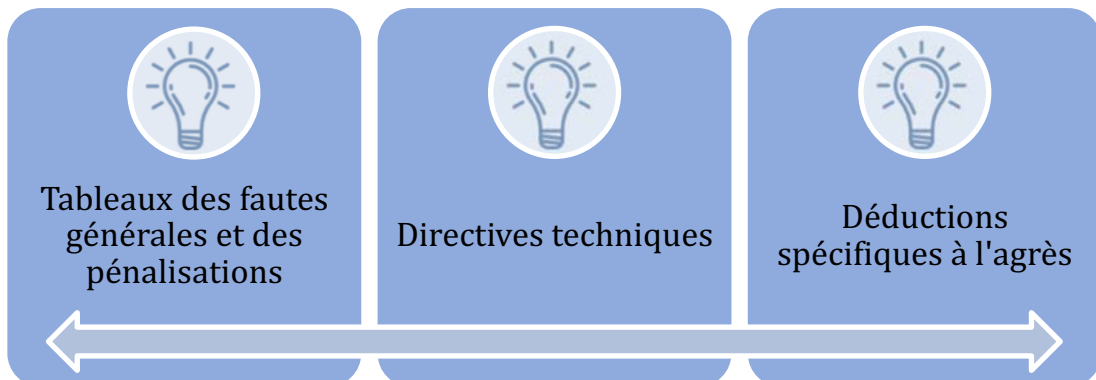 Tableaux des fautes
générales et des
pénalisations
Directives techniques
Déductions
spécifiques à l'agrès